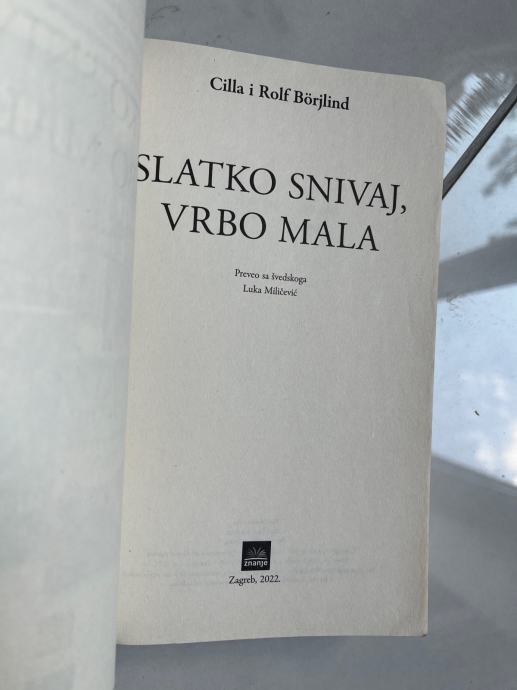 Cilla i Rolf Börjlind
SLATKO SNIVAJ,
VRBO MALA
Preveo sa švedskoga
Luka Miličević
znanje
Zagreb, 2022.